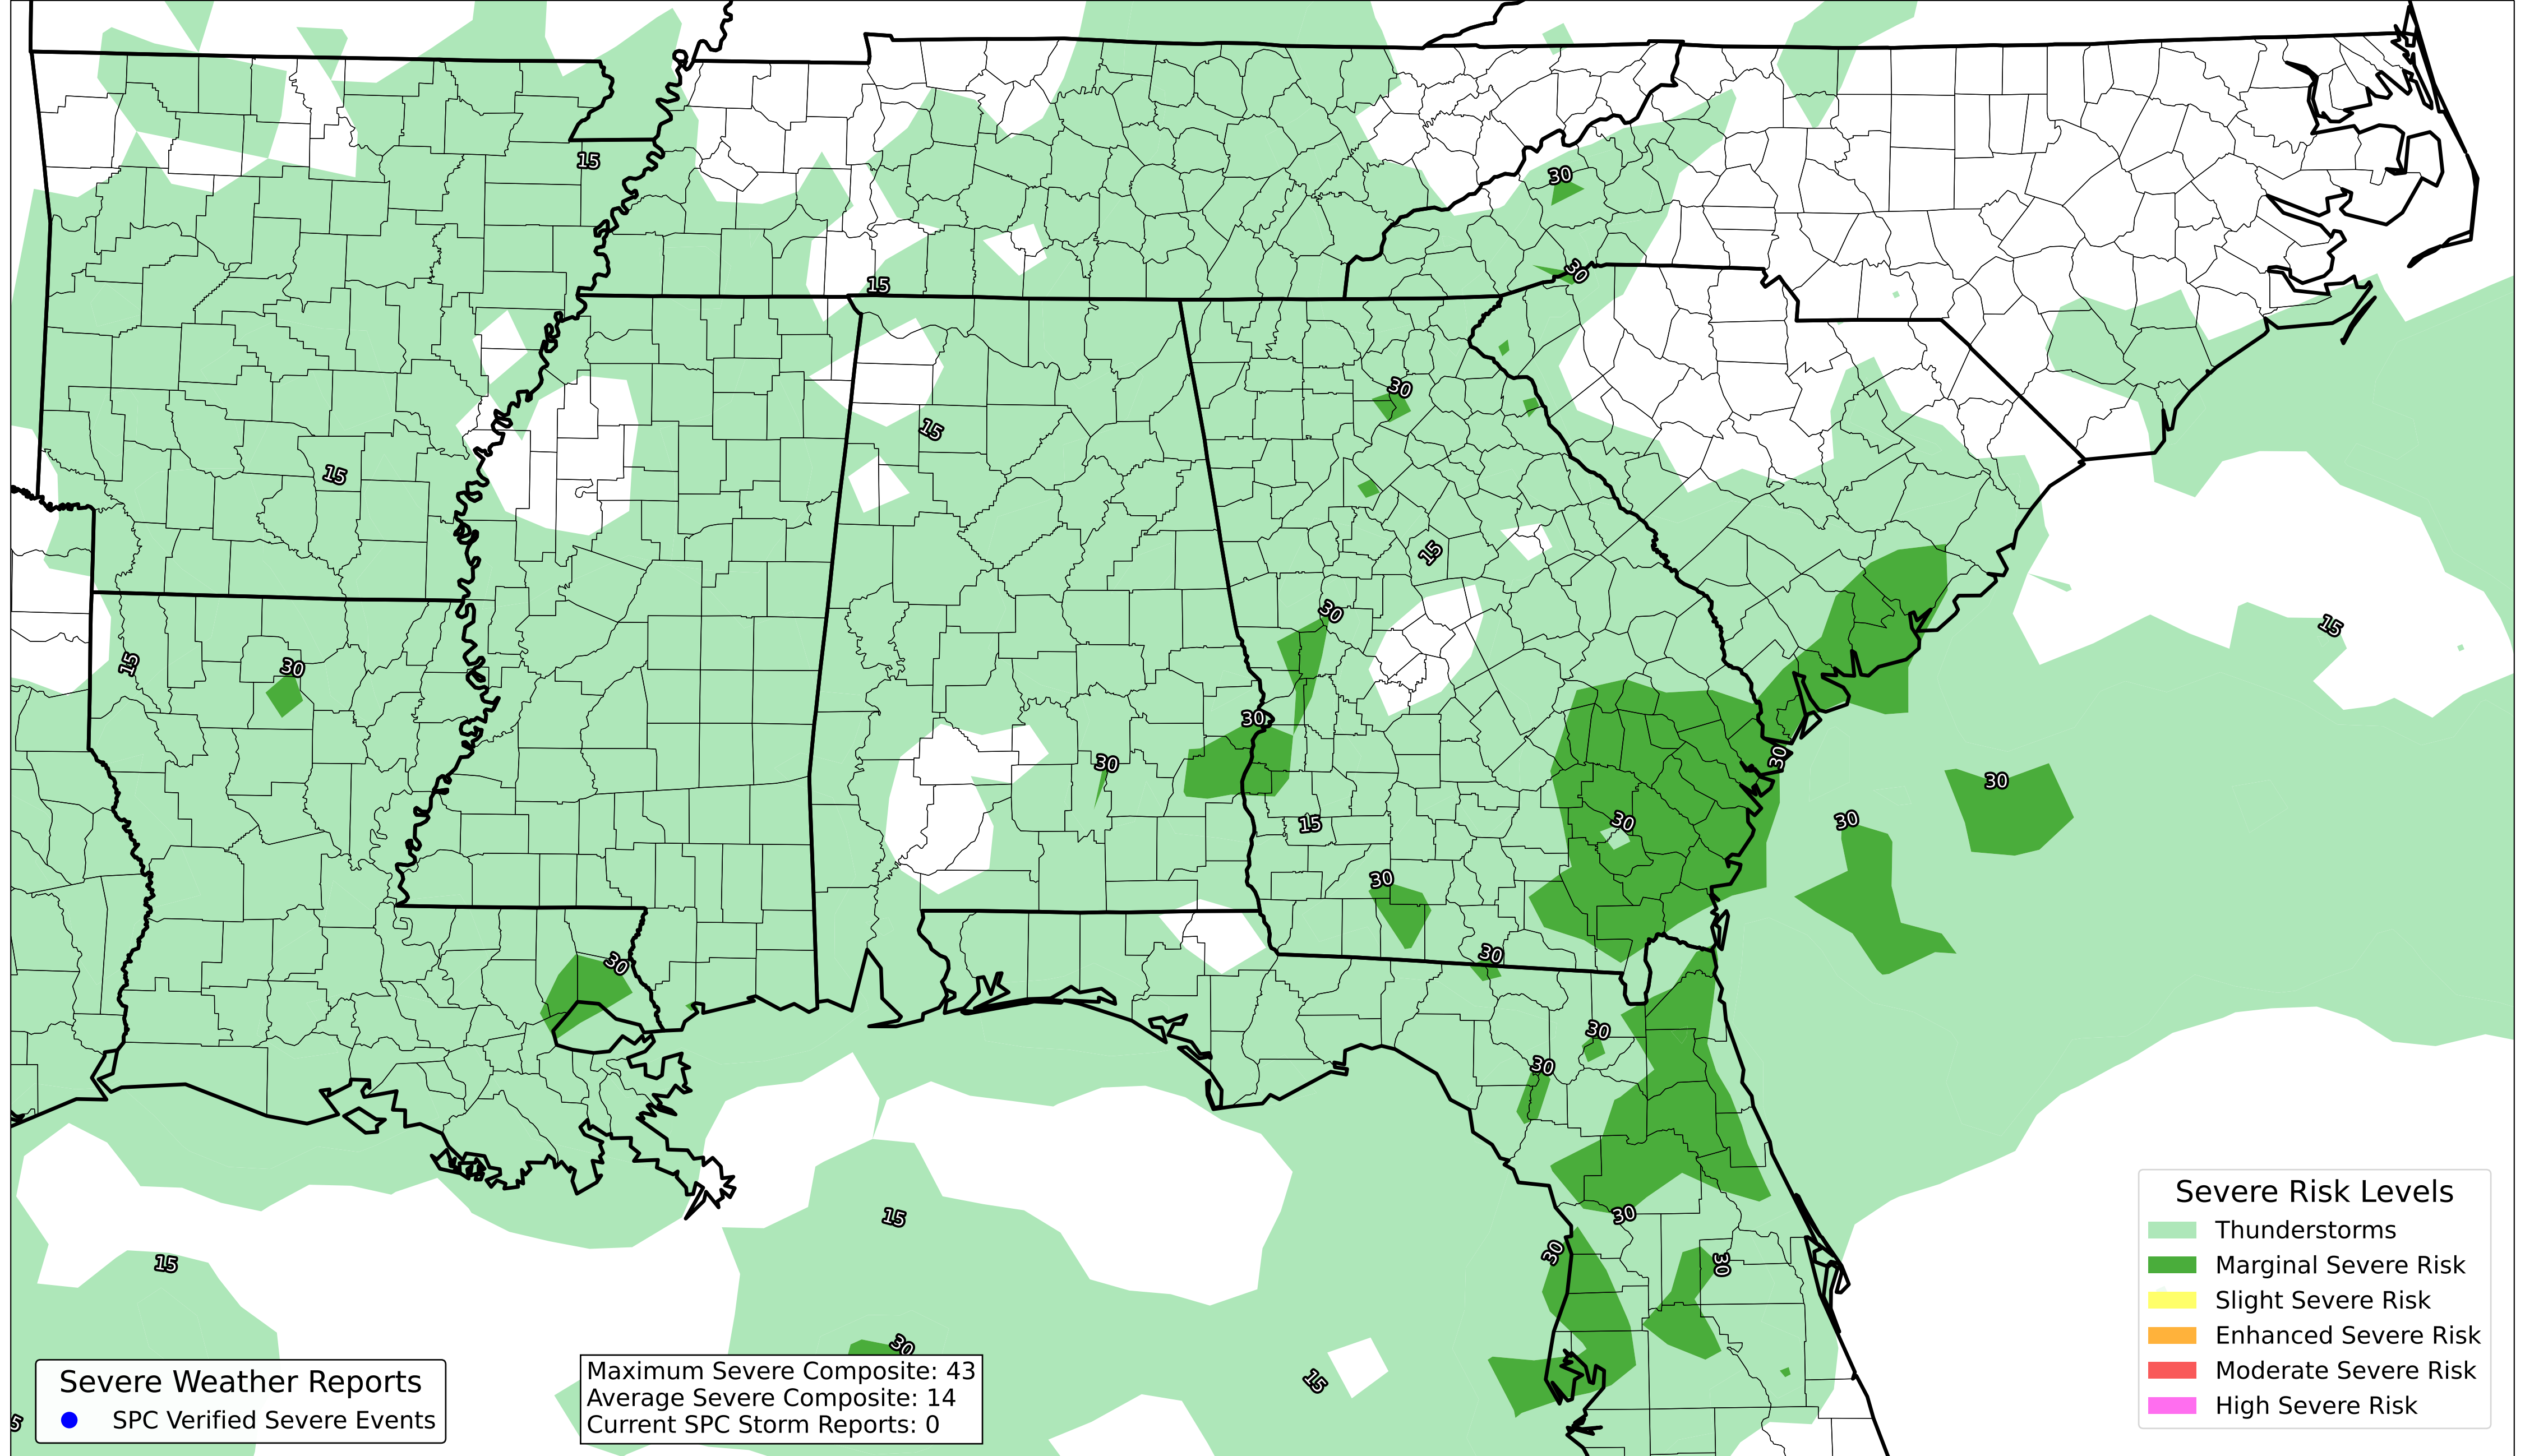 30
15
30
15
30
15
15
15
30
15
30
30
30
30
30
15
30
30
30
15
30
30
30
30
30
15
30
30
15
30
15
5
Severe Weather Reports
SPC Verified Severe Events
Maximum Severe Composite: 43
Average Severe Composite: 14
Current SPC Storm Reports: 0
Severe Risk Levels
Thunderstorms
Marginal Severe Risk
Slight Severe Risk
Enhanced Severe Risk
Moderate Severe Risk
High Severe Risk